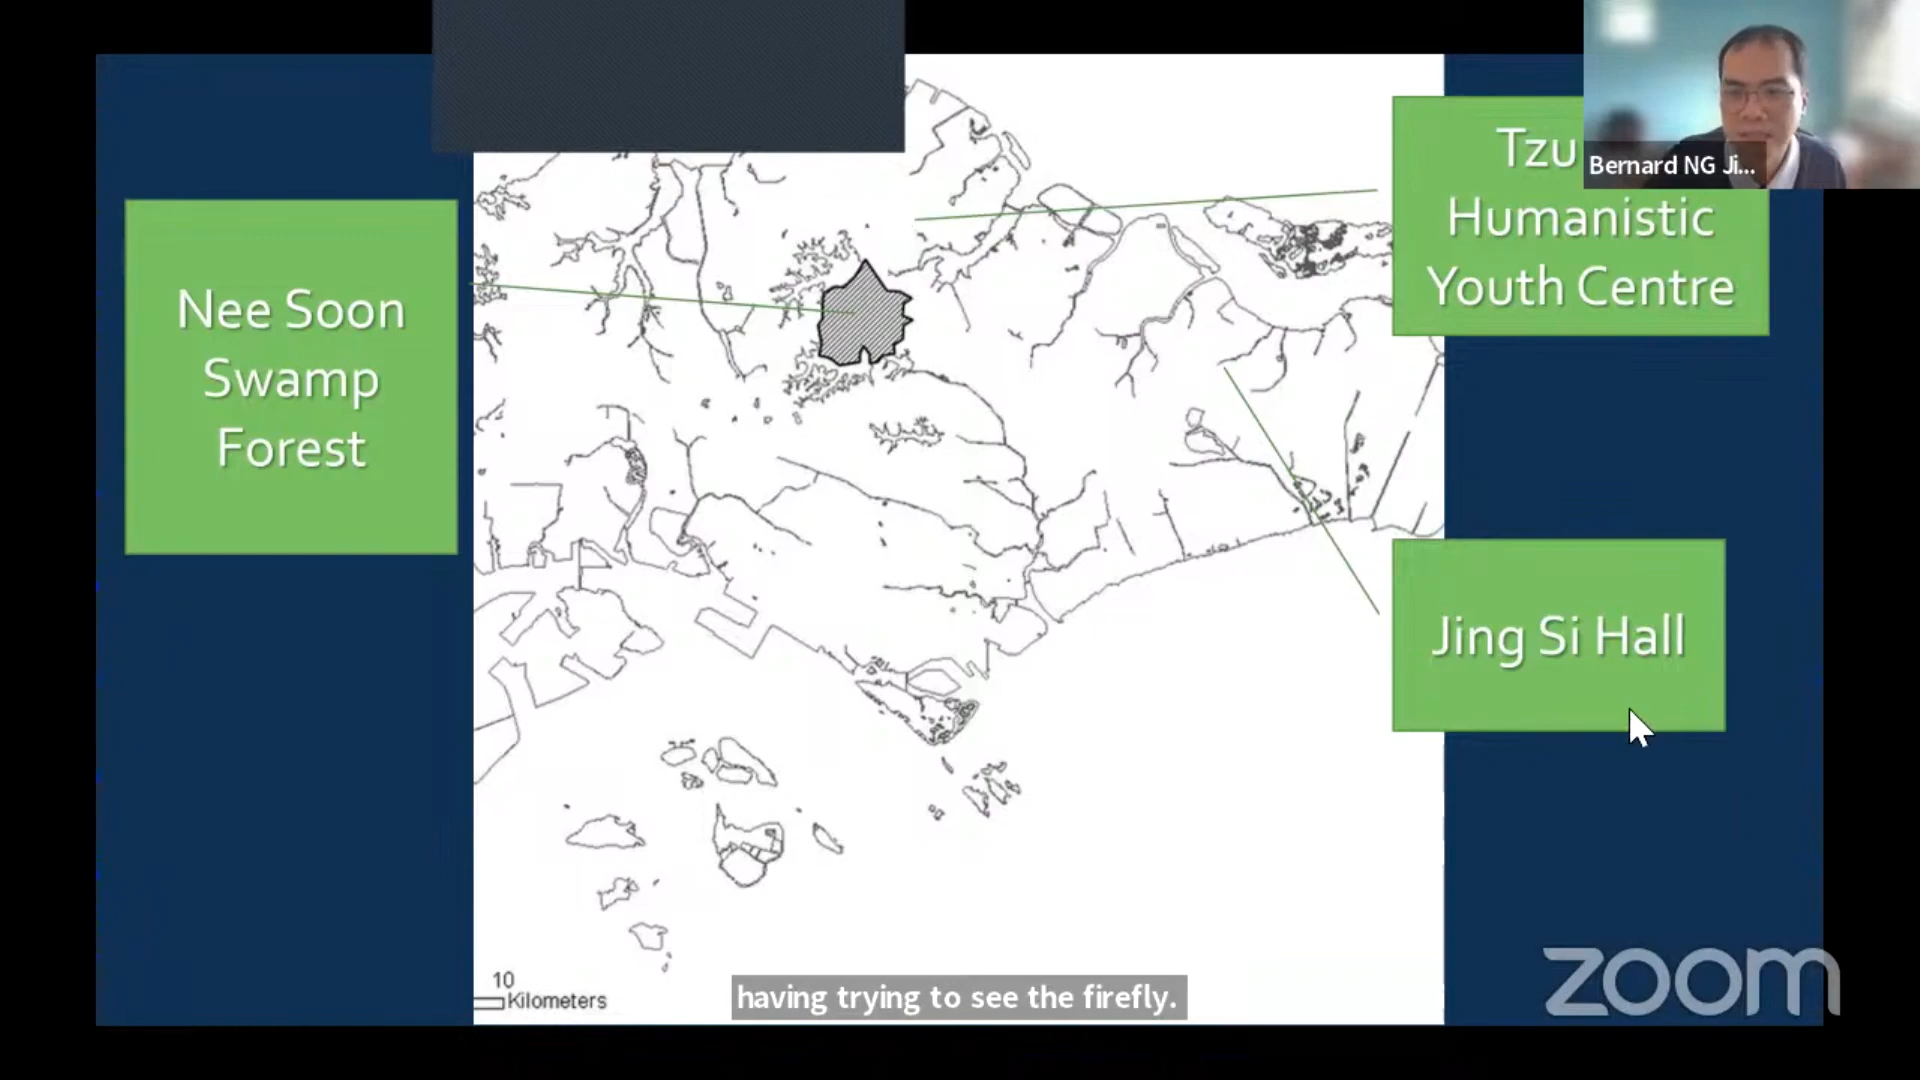 Nee Soon
Swamp
Forest
Tzu
Humanistic
Youth Centre
Bernard NG Ji...
Jing Si Hall
10
Kilometers
having trying to see the firefly.
zoom